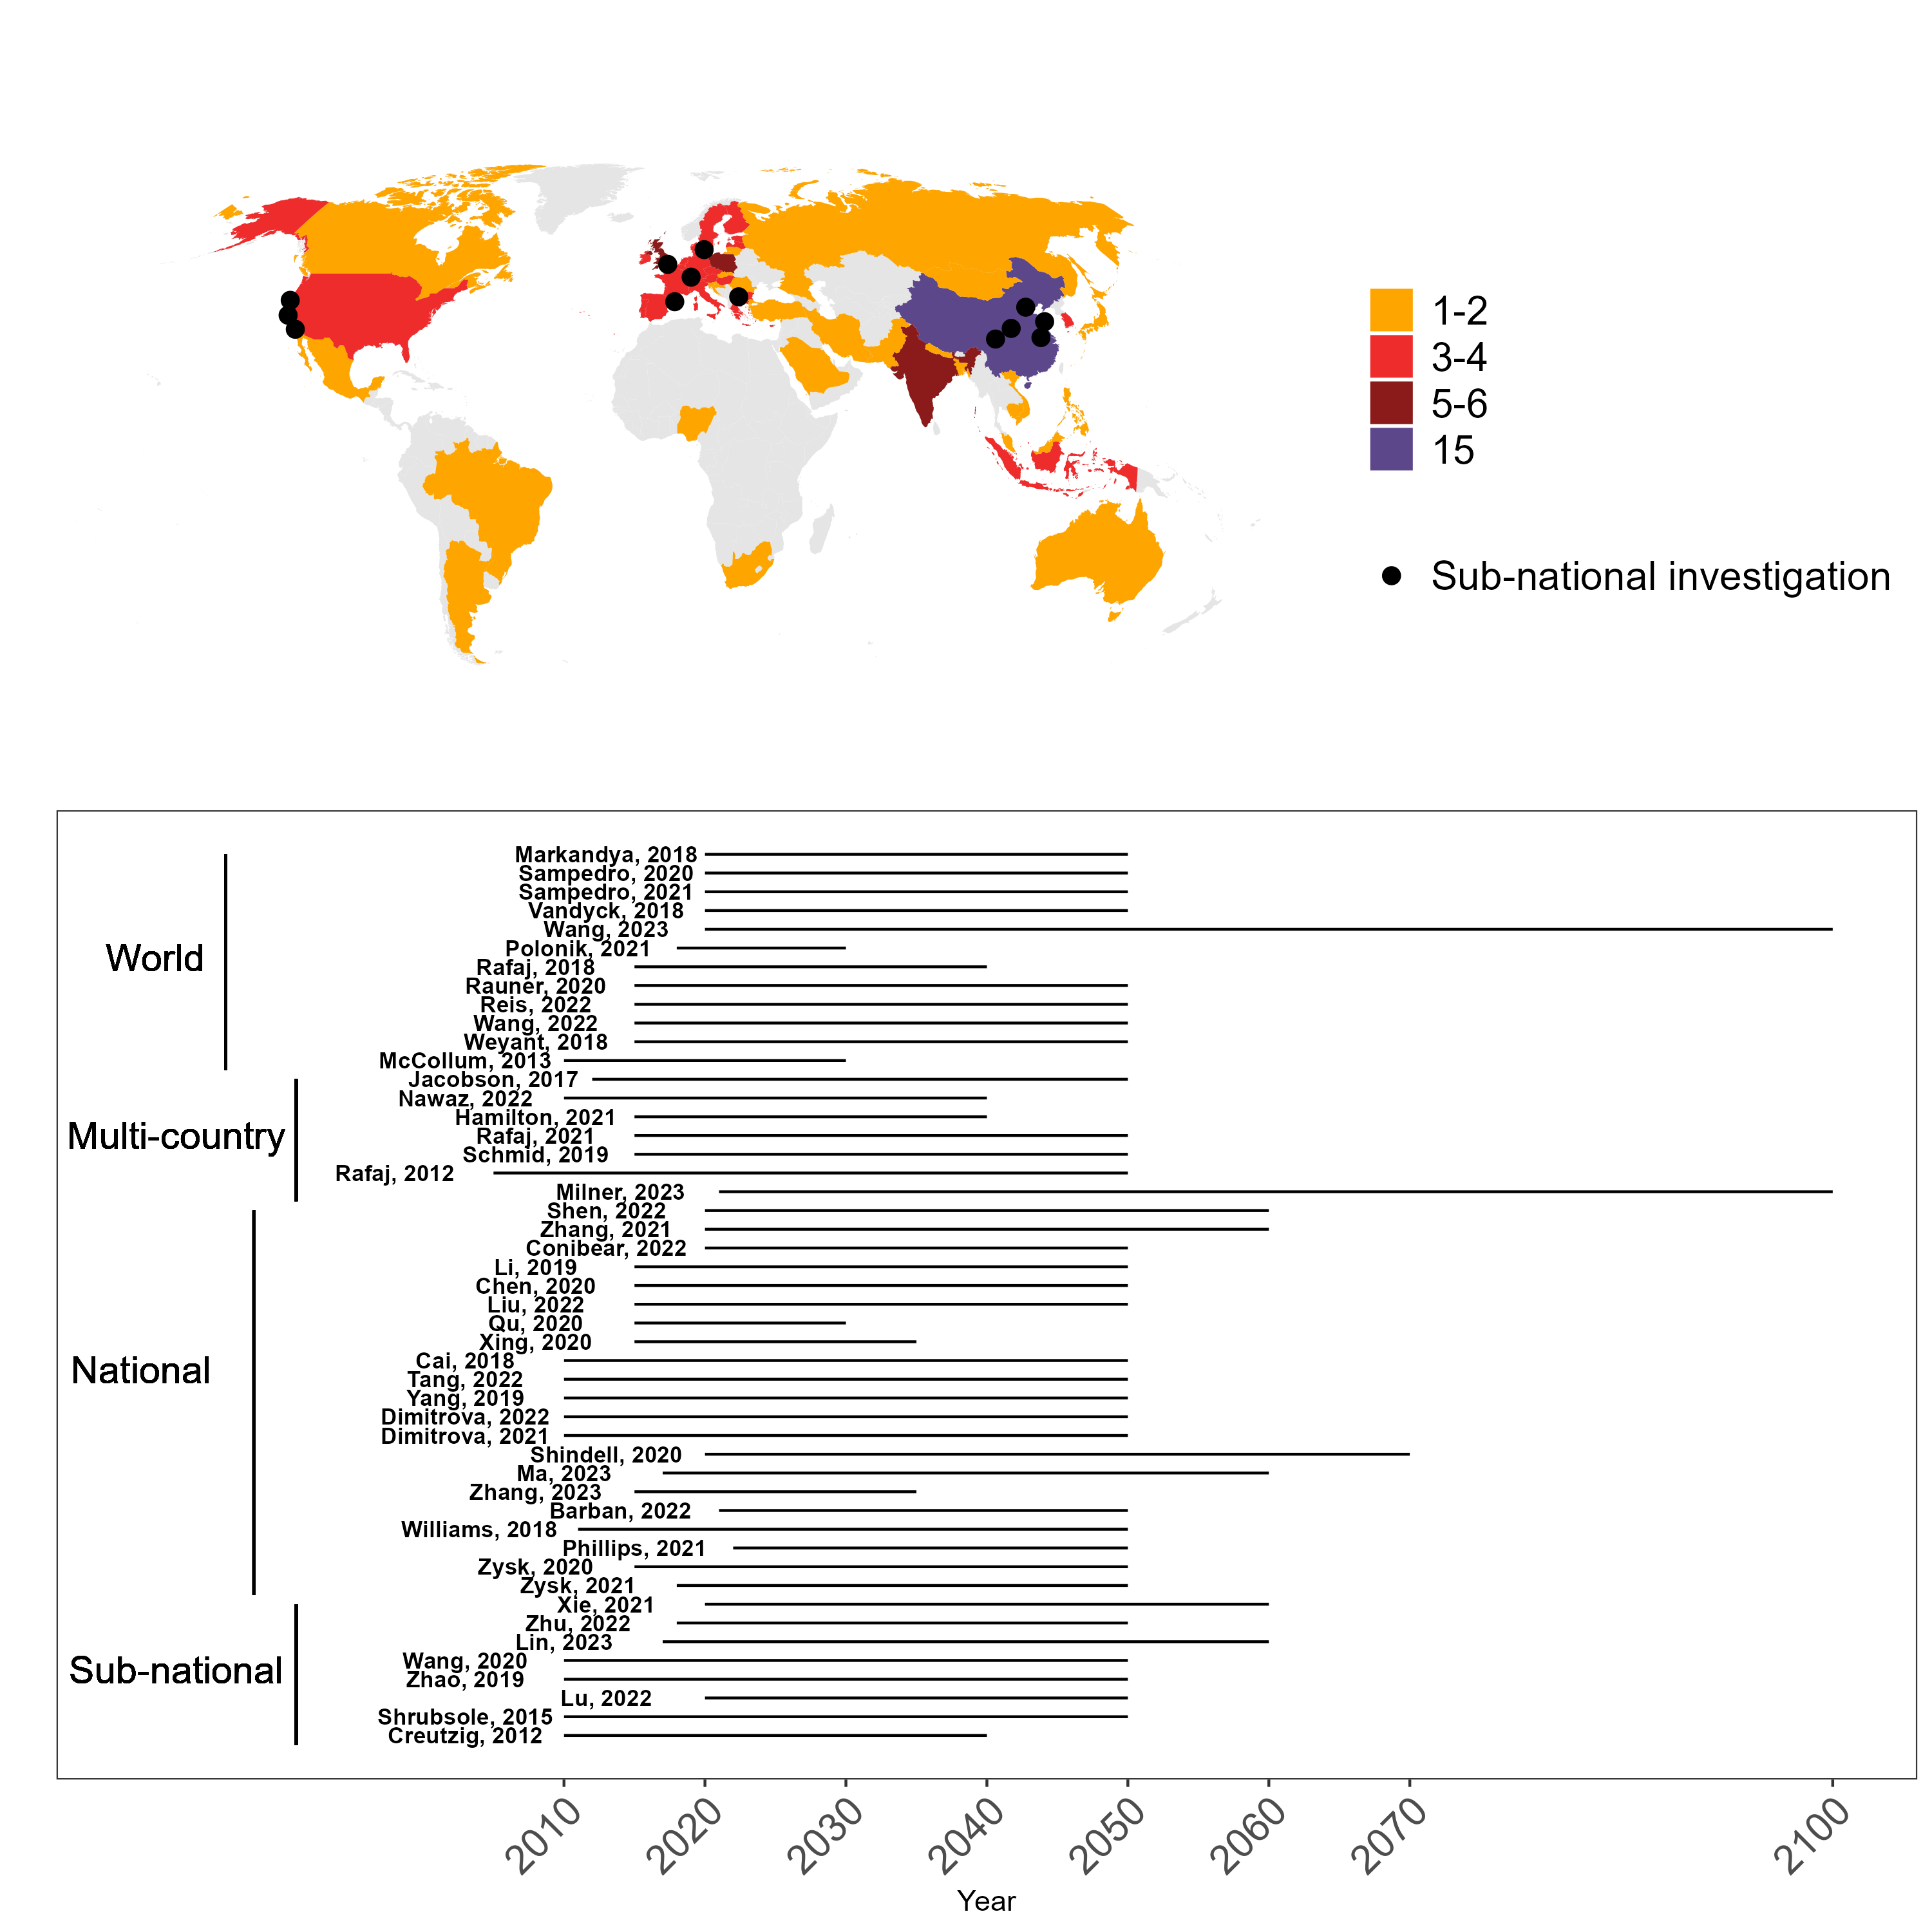 1-2
3-4
5-6
15
Sub-national investigation
World
Markandya, 2018
Sampedro, 2020
Sampedro, 2021
Vandyck, 2018
Wang, 2023
Polonik, 2021
Rafaj, 2018
Rauner, 2020
Reis, 2022
Wang, 2022
Weyant, 2018
McCollum, 2013
Multi-country
Jacobson, 2017
Nawaz, 2022
Hamilton, 2021
Rafaj, 2021
Schmid, 2019
Rafaj, 2012
Milner, 2023
National
Shen, 2022
Zhang, 2021
Conibear, 2022
Li, 2019
Chen, 2020
Liu, 2022
Qu, 2020
Xing, 2020
Cai, 2018
Tang, 2022
Yang, 2019
Dimitrova, 2022
Dimitrova, 2021
Shindell, 2020
Ma, 2023
Zhang, 2023
Barban, 2022
Williams, 2018
Phillips, 2021
Zysk, 2020
Zysk, 2021
Sub-national
Xie, 2021
Zhu, 2022
Lin, 2023
Wang, 2020
Zhao, 2019
Lu, 2022
Shrubsole, 2015
Creutzig, 2012
2010
2020
2030
2040
2050
2060
2070
2100
Year